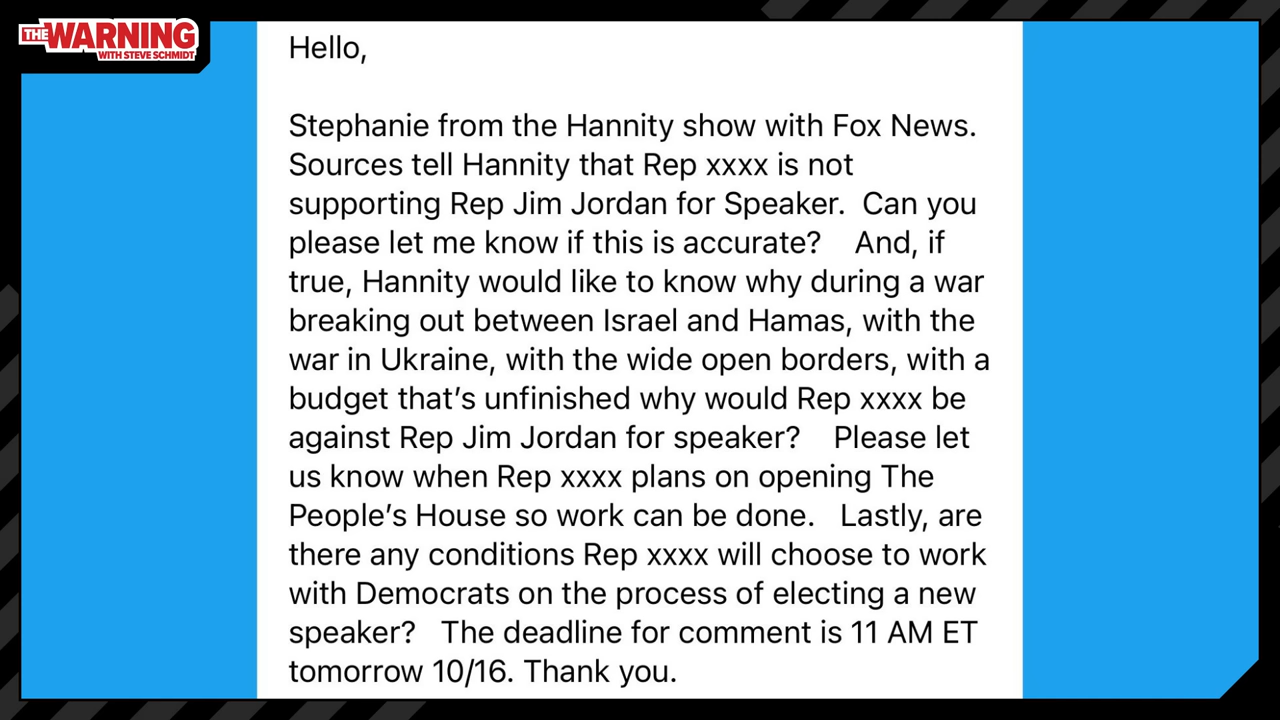 THE WARNING
WITH STEVE SCHMIDT
Hello,
Stephanie from the Hannity show with Fox News.
Sources tell Hannity that Rep xxxx is not
supporting Rep Jim Jordan for Speaker.  Can you
please let me know if this is accurate?    And, if
true, Hannity would like to know why during a war
breaking out between Israel and Hamas, with the
war in Ukraine, with the wide open borders, with a
budget that’s unfinished why would Rep xxxx be
against Rep Jim Jordan for speaker?    Please let
us know when Rep xxxx plans on opening The
People’s House so work can be done.   Lastly, are
there any conditions Rep xxxx will choose to work
with Democrats on the process of electing a new
speaker?   The deadline for comment is 11 AM ET
tomorrow 10/16. Thank you.